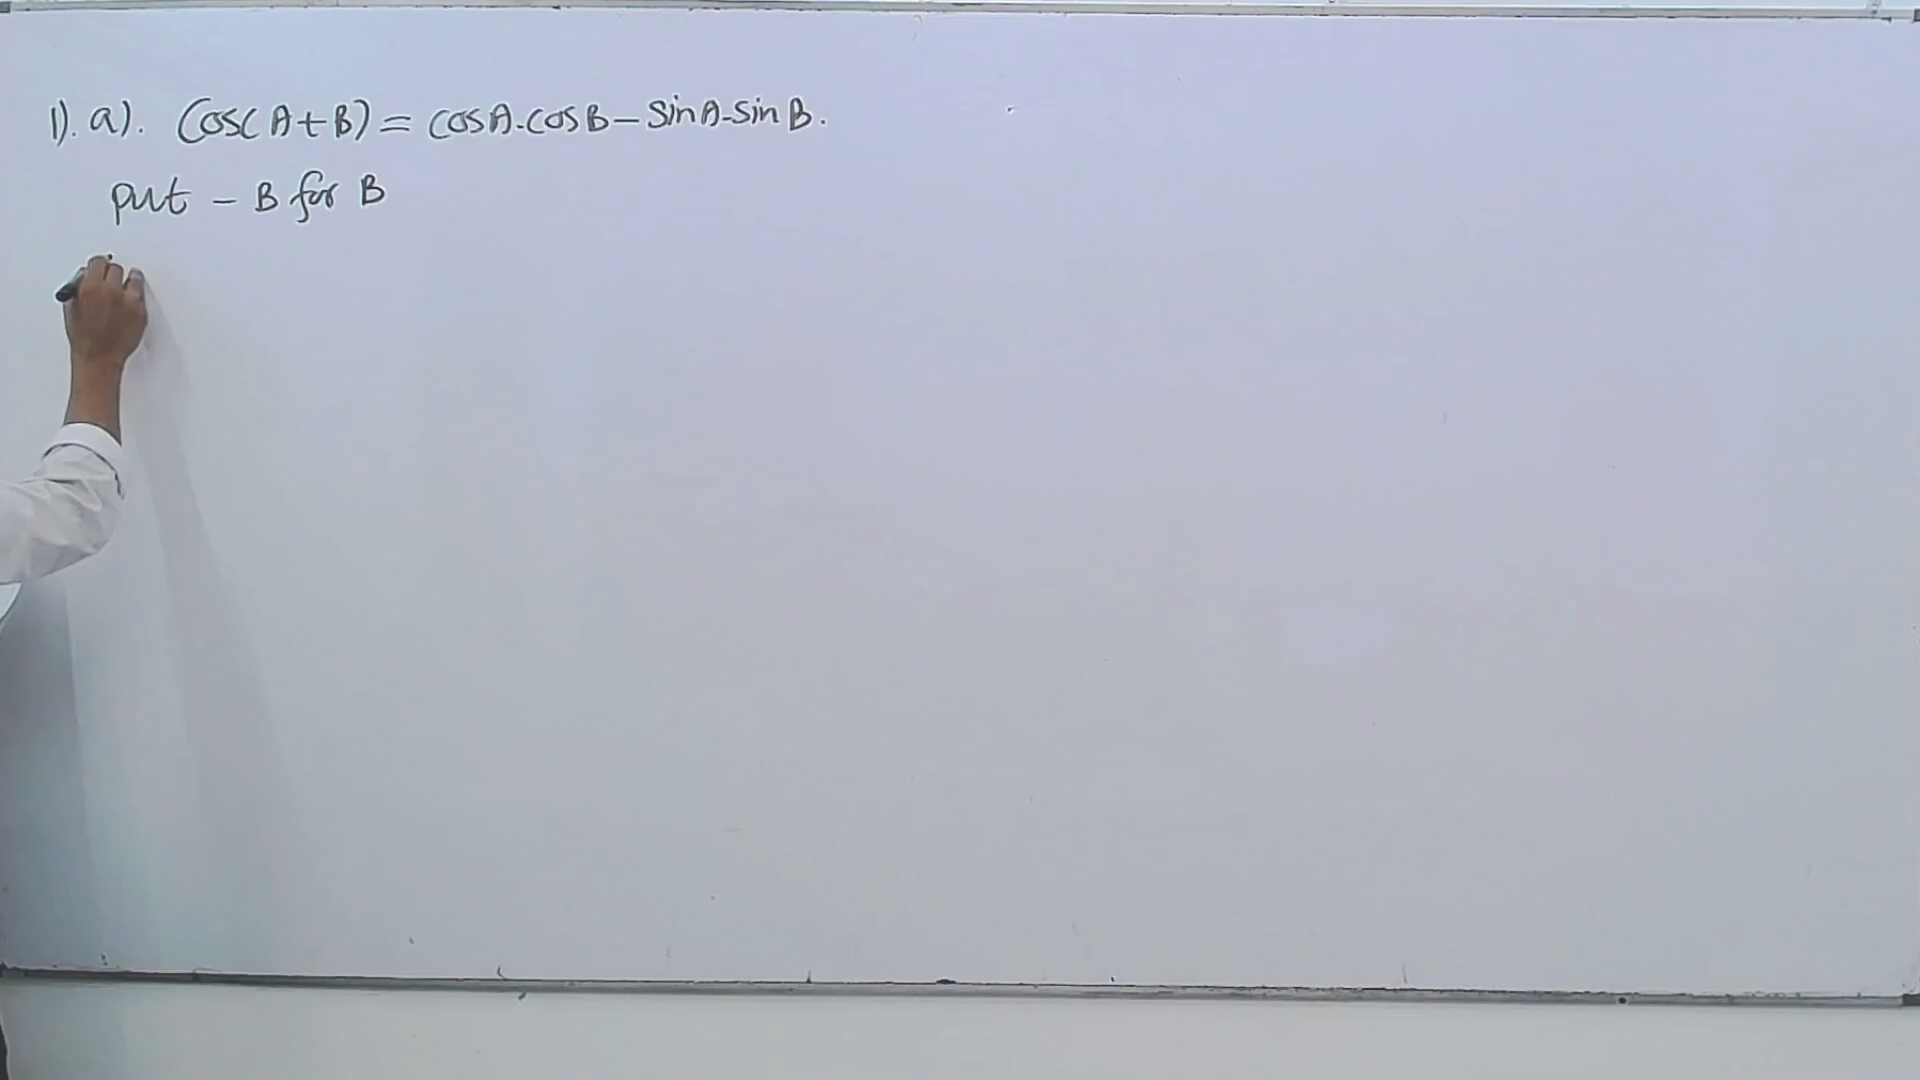 1). a). Cos(A+B) = cosA.cosB - sinA.sinB.
put - B for B